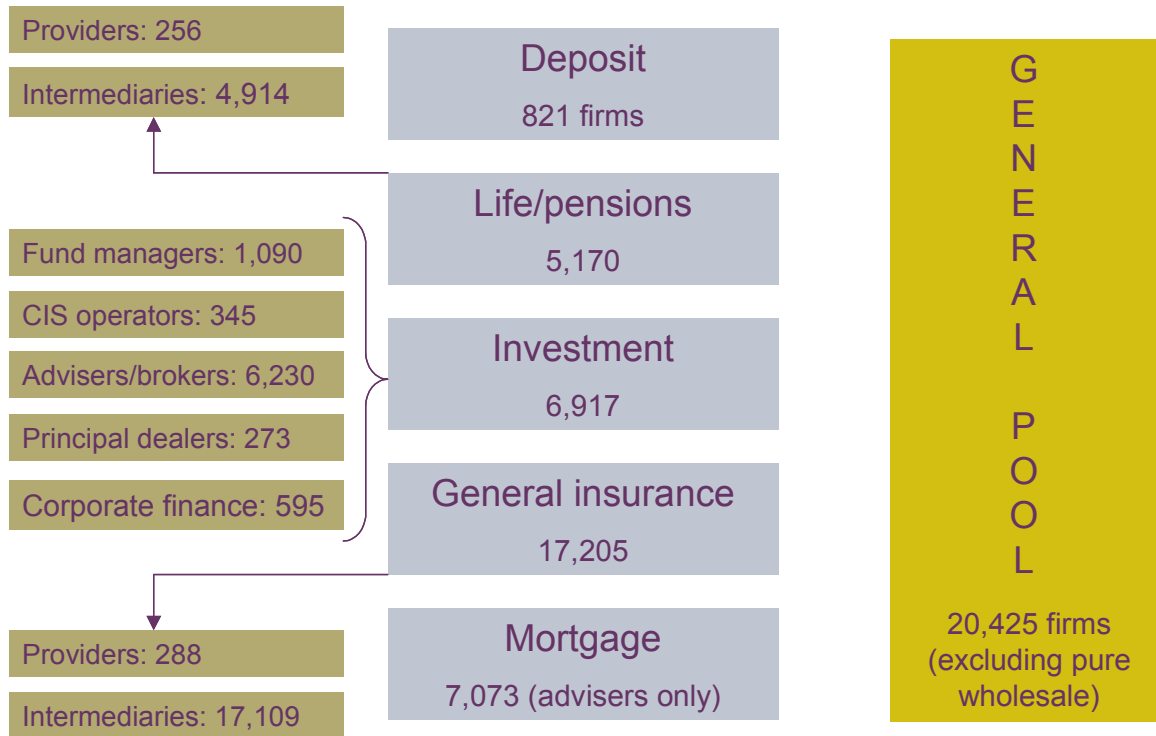 Providers: 256
Intermediaries: 4,914
Fund managers: 1,090
CIS operators: 345
Advisers/brokers: 6,230
Principal dealers: 273
Corporate finance: 595
Providers: 288
Intermediaries: 17,109
Deposit
821 firms
Life/pensions
5,170
Investment
6,917
General insurance
17,205
Mortgage
7,073 (advisers only)
G
E
N
E
R
A
L
P
O
O
L
20,425 firms
(excluding pure
wholesale)